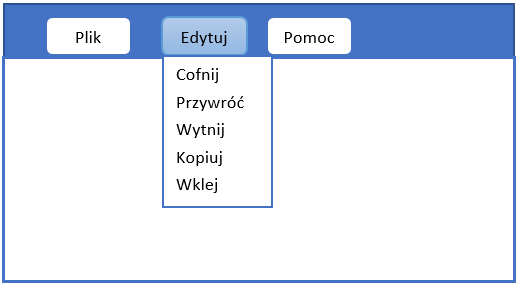 Plik Edytuj Pomoc
Cofnij
Przywróć
Wytnij
Kopiuj
Wklej